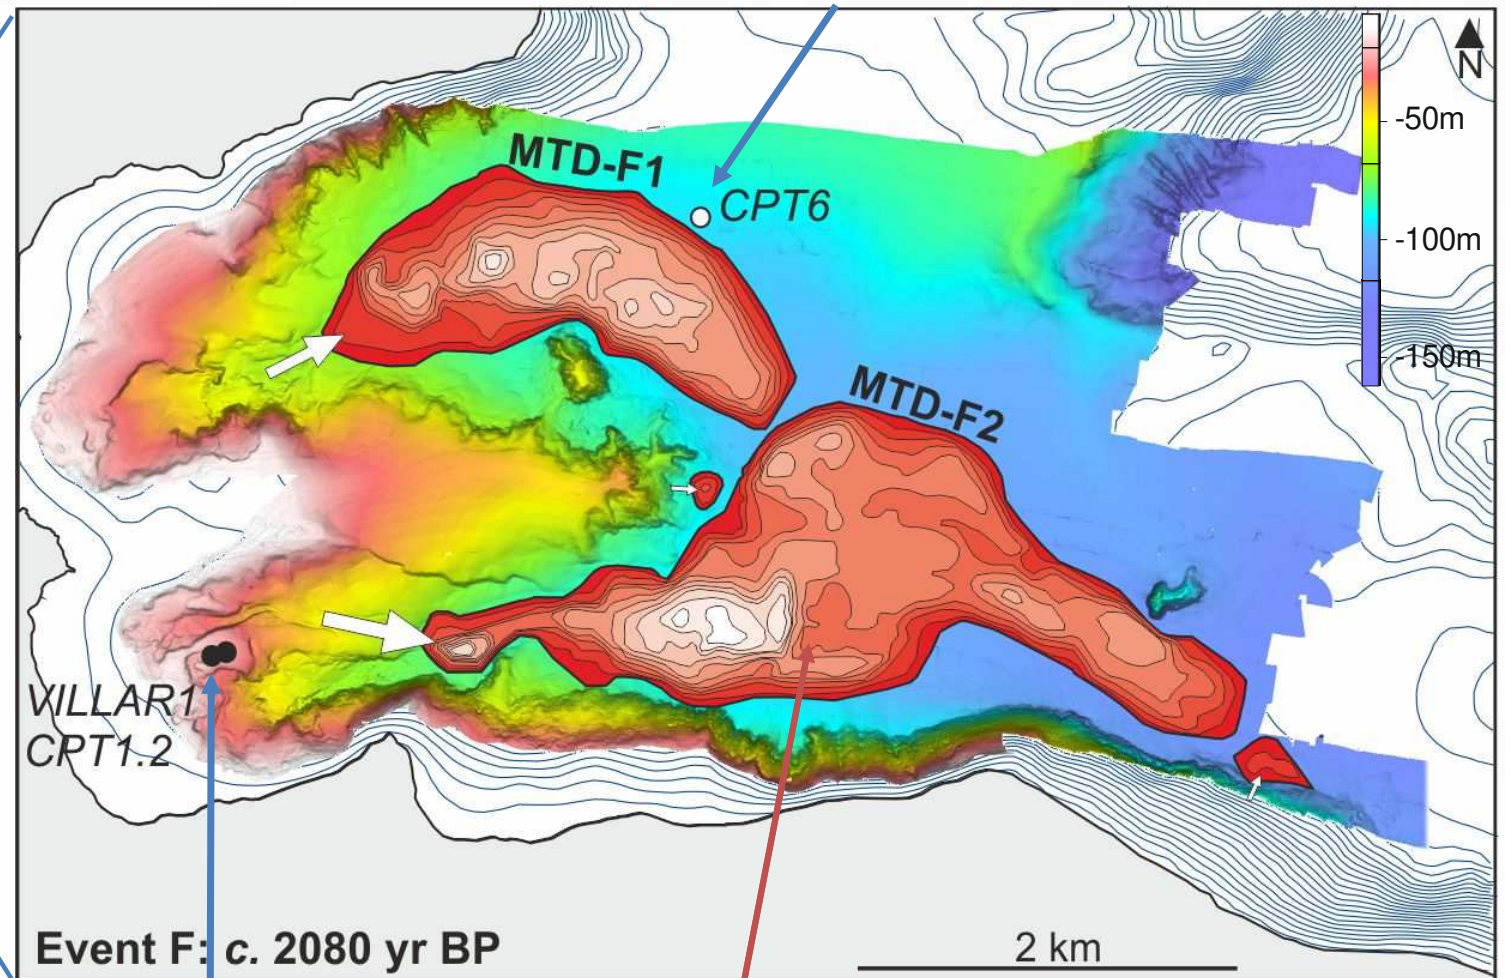 N
-50m
MTD-F1
CPT6
-100m
-150m
MTD-F2
VILLAR1
CPT1.2
Event F: c. 2080 yr BP
2 km